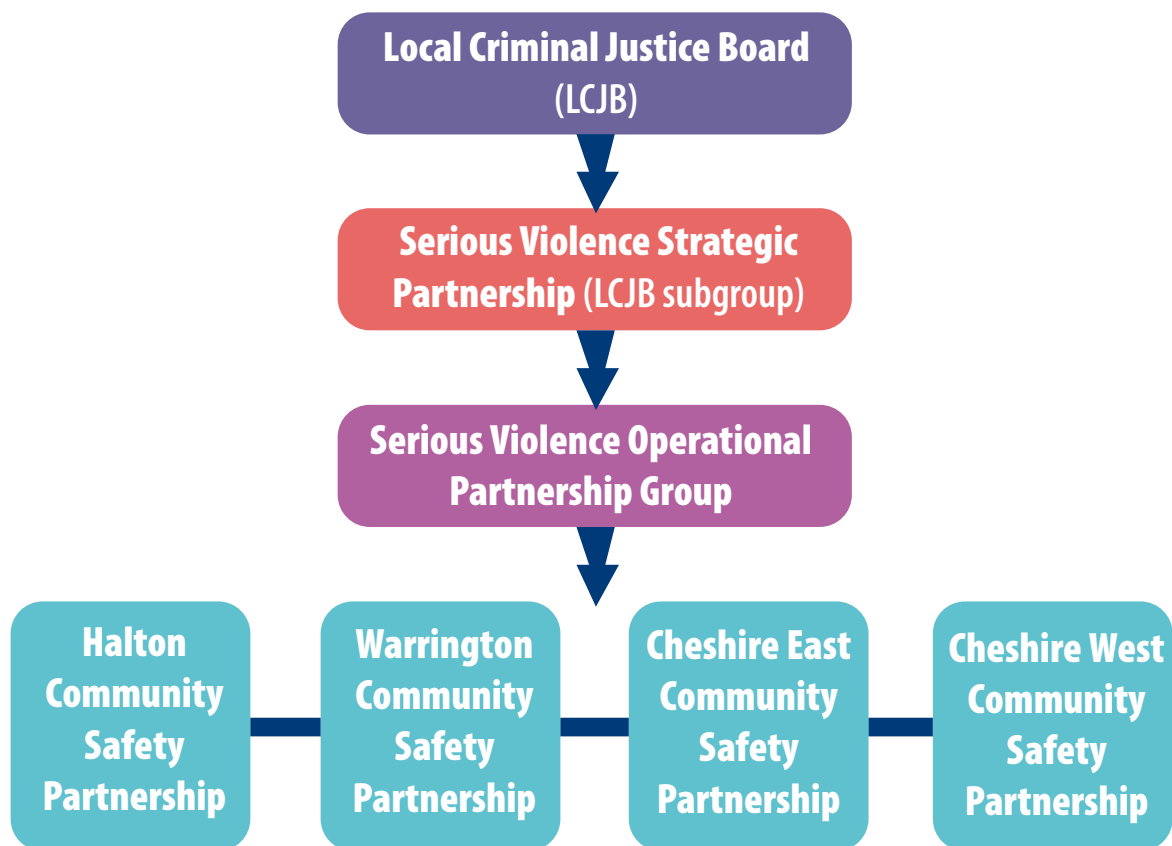 Local Criminal Justice Board
(LCJB)
Serious Violence Strategic
Partnership (LCJB subgroup)
Serious Violence Operational
Partnership Group
Halton
Community
Safety
Partnership
Warrington
Community
Safety
Partnership
Cheshire East
Community
Safety
Partnership
Cheshire West
Community
Safety
Partnership